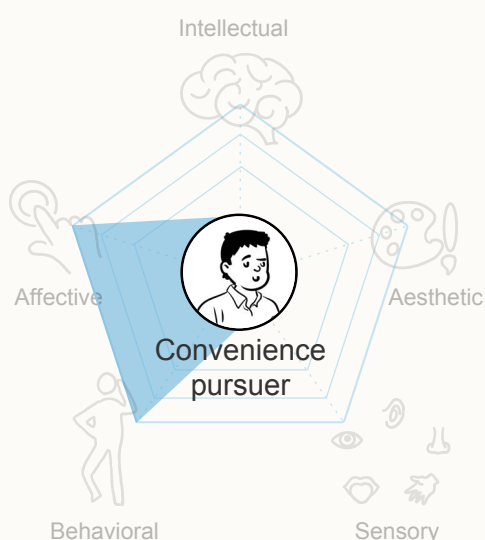 Intellectual
Affective
Aesthetic
Convenience
pursuer
Behavioral
Sensory